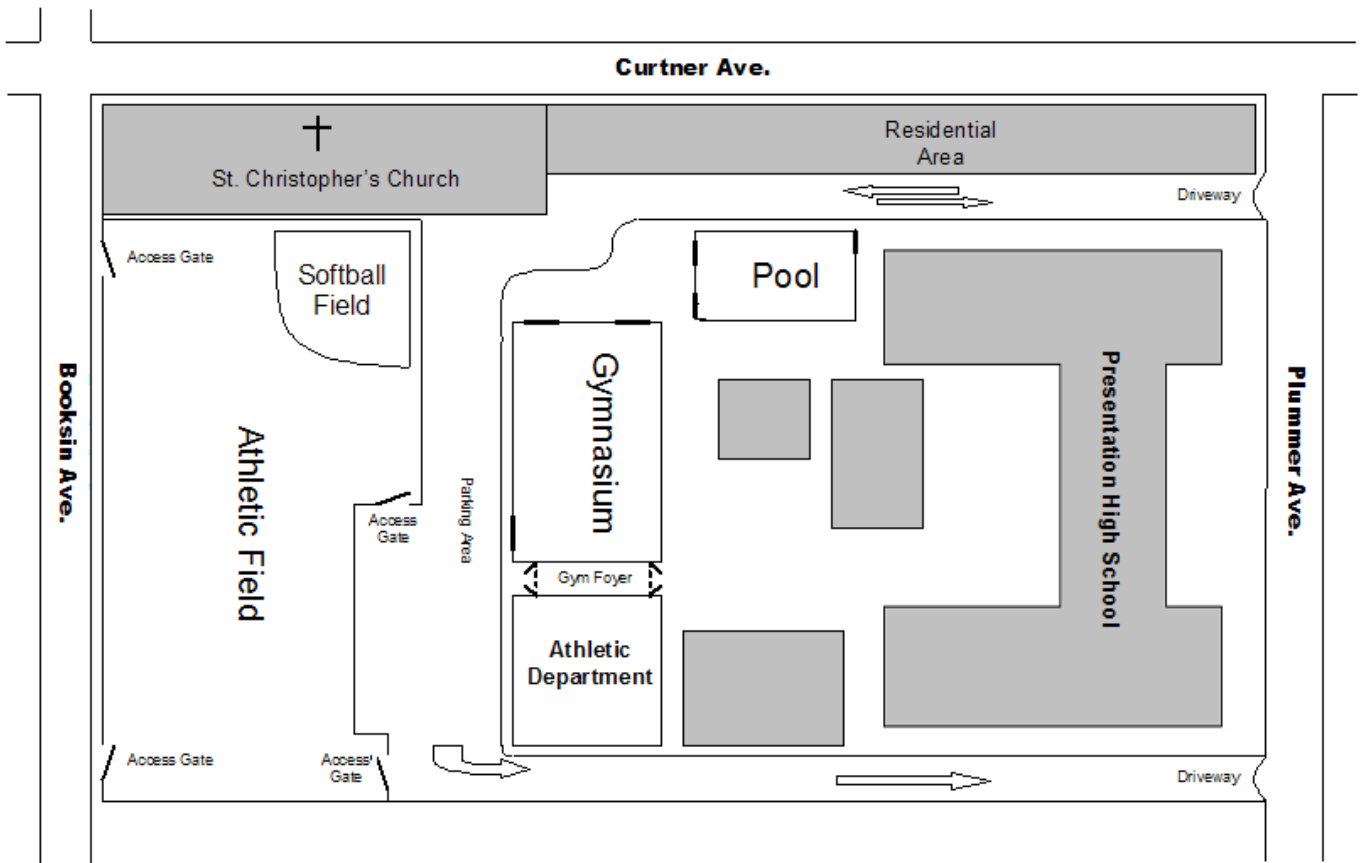 Curtner Ave.
Residential
Area
St. Christopher's Church
Driveway
Access Gate
Softball
Field
Pool
Gymnasium
Booksin Ave.
Athletic Field
Parking Area
Access
Gate
Presentation High School
Plummer Ave.
Gym Foyer
Athletic
Department
Access Gate
Access'
Gate
Driveway